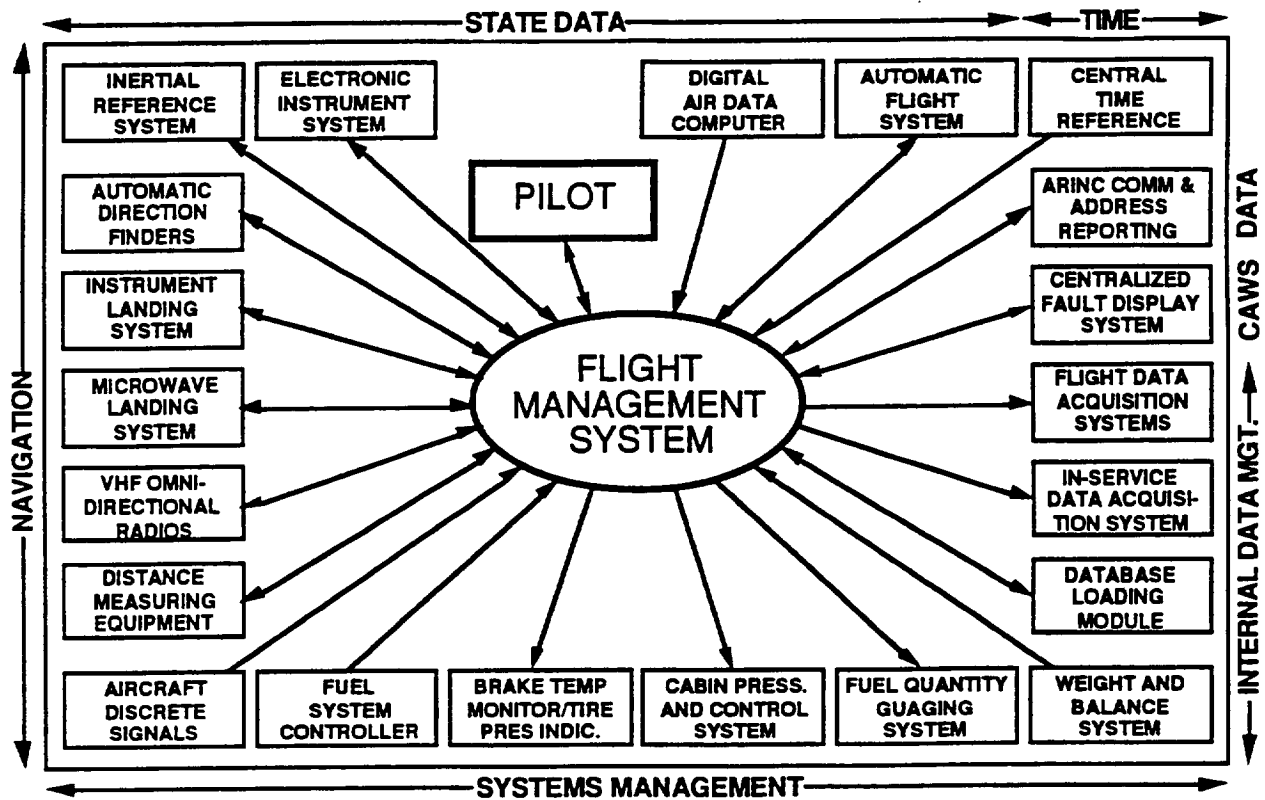 STATE DATA
TIME
INERTIAL
REFERENCE
SYSTEM
ELECTRONIC
INSTRUMENT
SYSTEM
DIGITAL
AIR DATA
COMPUTER
AUTOMATIC
FLIGHT
SYSTEM
CENTRAL
TIME
REFERENCE
PILOT
AUTOMATIC
DIRECTION
FINDERS
ARINC COMM &
ADDRESS
REPORTING
INSTRUMENT
LANDING
SYSTEM
CENTRALIZED
FAULT DISPLAY
SYSTEM
FLIGHT
MANAGEMENT
SYSTEM
MICROWAVE
LANDING
SYSTEM
FLIGHT DATA
ACQUISITION
SYSTEMS
VHF OMNI-
DIRECTIONAL
RADIOS
IN-SERVICE
DATA ACQUISI-
TION SYSTEM
DISTANCE
MEASURING
EQUIPMENT
DATABASE
LOADING
MODULE
AIRCRAFT
DISCRETE
SIGNALS
FUEL
SYSTEM
CONTROLLER
BRAKE TEMP
MONITOR/TIRE
PRES INDIC.
CABIN PRESS.
AND CONTROL
SYSTEM
FUEL QUANTITY
GUAGING
SYSTEM
WEIGHT AND
BALANCE
SYSTEM
NAVIGATION
CAWS DATA
INTERNAL DATA MGT.
SYSTEMS MANAGEMENT